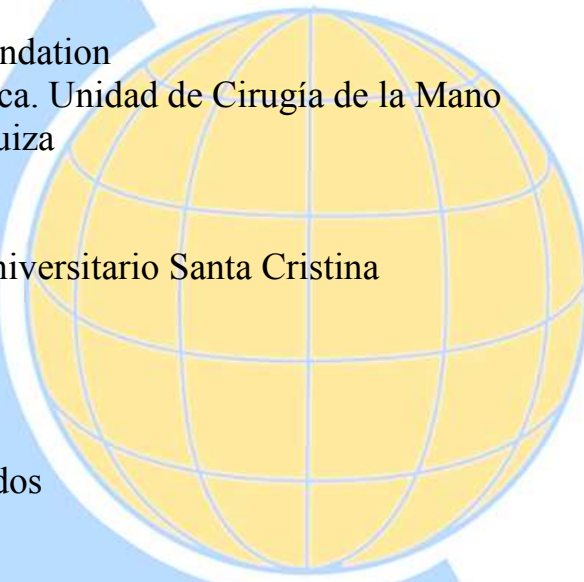 ndation
ca. Unidad de Cirugía de la Mano
uiza
niversitario Santa Cristina
dos